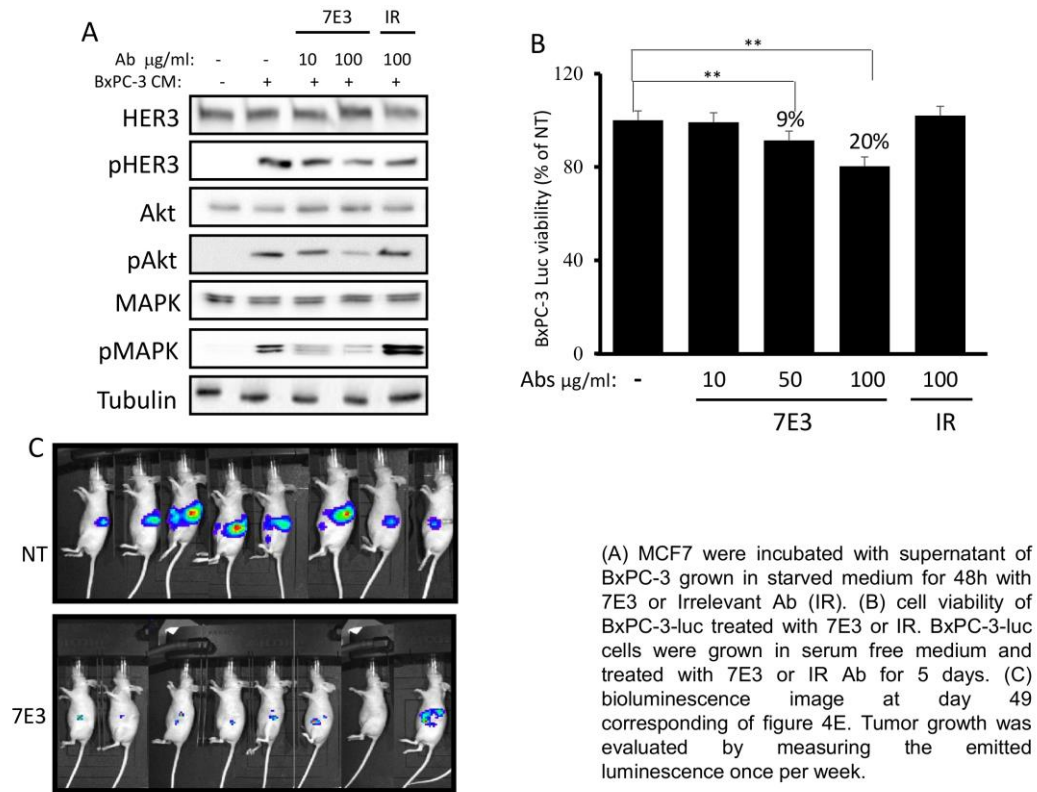 A
7E3 IR
Ab µg/ml: - - 10 100 100
BxPC-3 CM: - + + + +
HER3
pHER3
Akt
pAkt
MAPK
pMAPK
Tubulin
B
BxPC-3 Luc viability (% of NT)
120
80
40
0
**
**
9%
20%
Abs µg/ml: - 10 50 100 100
7E3 IR
C
NT
7E3
(A) MCF7 were incubated with supernatant of
BxPC-3 grown in starved medium for 48h with
7E3 or Irrelevant Ab (IR). (B) cell viability of
BxPC-3-luc treated with 7E3 or IR. BxPC-3-luc
cells were grown in serum free medium and
treated with 7E3 or IR Ab for 5 days. (C)
bioluminescence image at day 49
corresponding of figure 4E. Tumor growth was
evaluated by measuring the emitted
luminescence once per week.